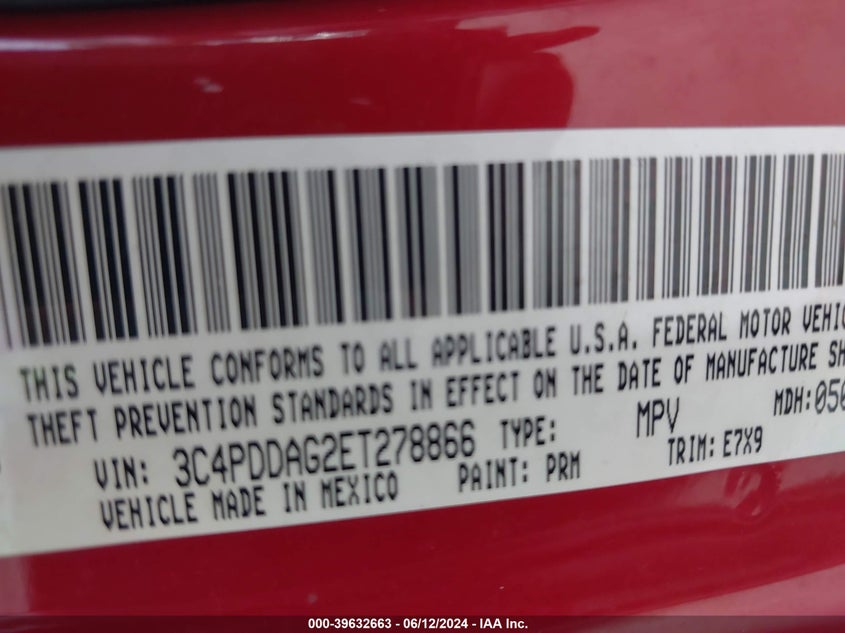 THIS VEHICLE CONFORMS TO ALL APPLICABLE U.S.A. FEDERAL MOTOR VEHIC
THEFT PREVENTION STANDARDS IN EFFECT ON THE DATE OF MANUFACTURE SH
VIN: 3C4PDDAG2ET278866 TYPE: MPV MDH:050
VEHICLE MADE IN MEXICO PAINT: PRM TRIM: E7X9
000-39632663 - 06/12/2024 - IAA Inc.